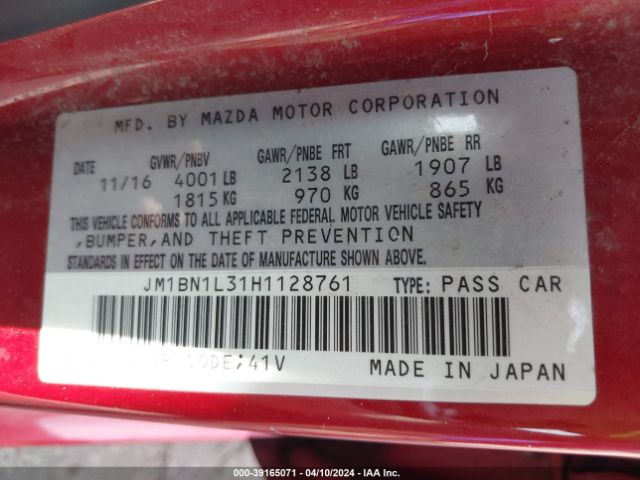 MFD. BY MAZDA MOTOR CORPORATION
DATE GVWR/PNBV GAWR/PNBE FRT GAWR/PNBE RR
11/16 4001 LB 2138 LB 1907 LB
1815 KG 970 KG 865 KG
THIS VEHICLE CONFORMS TO ALL APPLICABLE FEDERAL MOTOR VEHICLE SAFETY
,BUMPER,AND THEFT PREVENTION
STANDARDS IN EFFECT ON THE DATE OF MANUFACTURE SHOWN ABOVE.
JM1BN1L31H1128761 TYPE: PASS CAR
CODE;41V MADE IN JAPAN
000-39165071 - 04/10/2024 - IAA Inc.